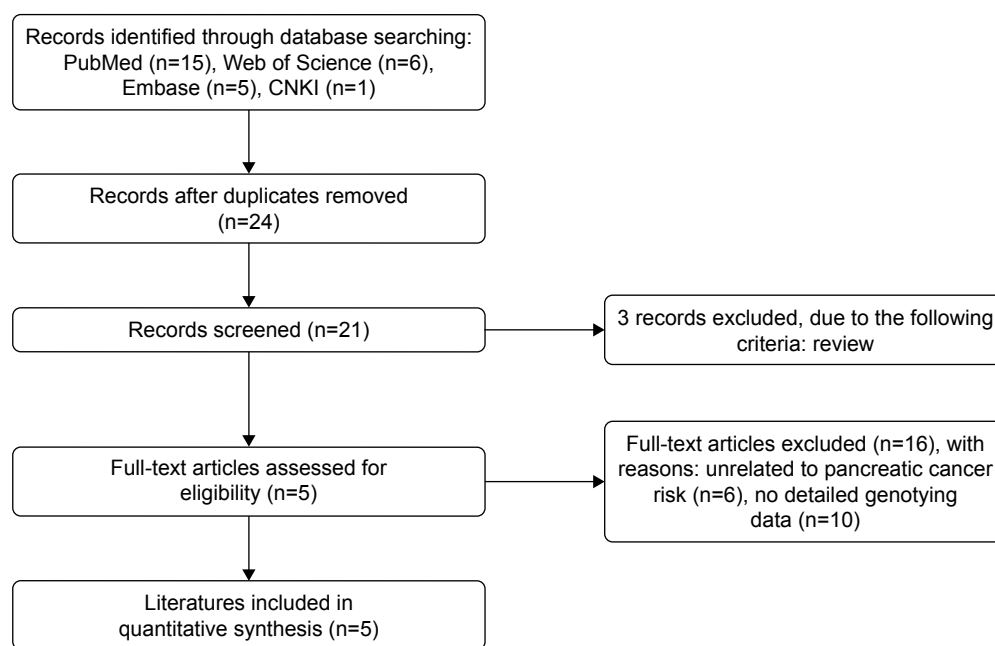 Records identified through database searching:
PubMed (n=15), Web of Science (n=6),
Embase (n=5), CNKI (n=1)
Records after duplicates removed
(n=24)
Records screened (n=21)
3 records excluded, due to the following
criteria: review
Full-text articles assessed for
eligibility (n=5)
Full-text articles excluded (n=16), with
reasons: unrelated to pancreatic cancer
risk (n=6), no detailed genotying
data (n=10)
Literatures included in
quantitative synthesis (n=5)